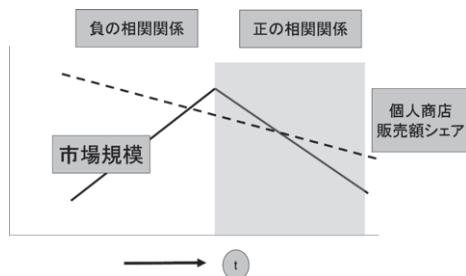 負の相関関係
正の相関関係
個人商店
販売額シェア
市場規模
t